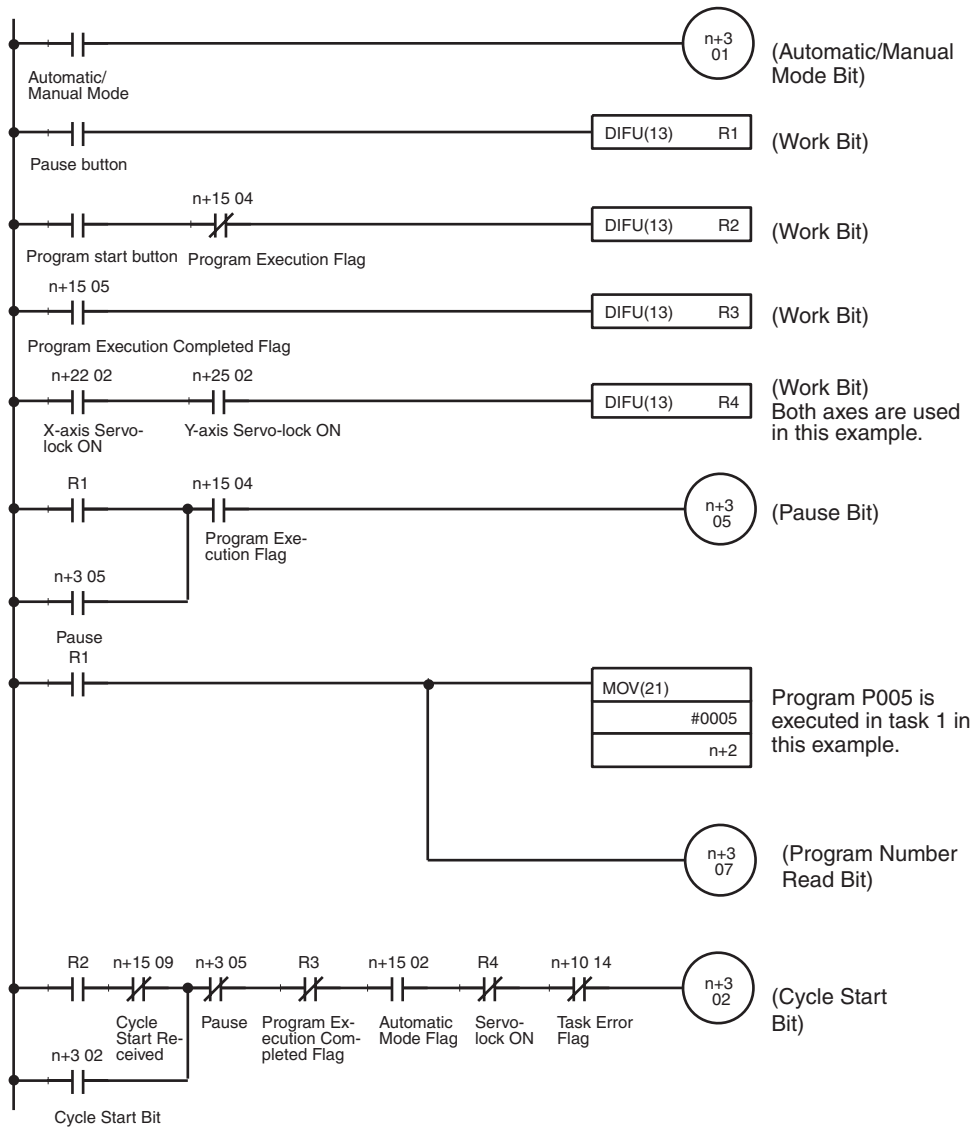 n+3
01
(Automatic/Manual
Mode Bit)
Automatic/
Manual Mode
DIFU(13) R1
(Work Bit)
Pause button
n+15 04
DIFU(13) R2
(Work Bit)
Program start button
Program Execution Flag
n+15 05
DIFU(13) R3
(Work Bit)
Program Execution Completed Flag
n+22 02
n+25 02
DIFU(13) R4
(Work Bit)
Both axes are used
in this example.
X-axis Servo-
lock ON
Y-axis Servo-lock ON
R1
n+15 04
n+3
05
(Pause Bit)
Program Exe-
cution Flag
n+3 05
Pause
R1
MOV(21)
#0005
n+2
Program P005 is
executed in task 1 in
this example.
n+3
07
(Program Number
Read Bit)
R2
n+15 09
n+3 05
R3
n+15 02
R4
n+10 14
n+3
02
(Cycle Start
Bit)
Cycle
Start Re-
ceived
Pause
Program Ex-
ecution Com-
pleted Flag
Automatic
Mode Flag
Servo-
lock ON
Task Error
Flag
n+3 02
Cycle Start Bit